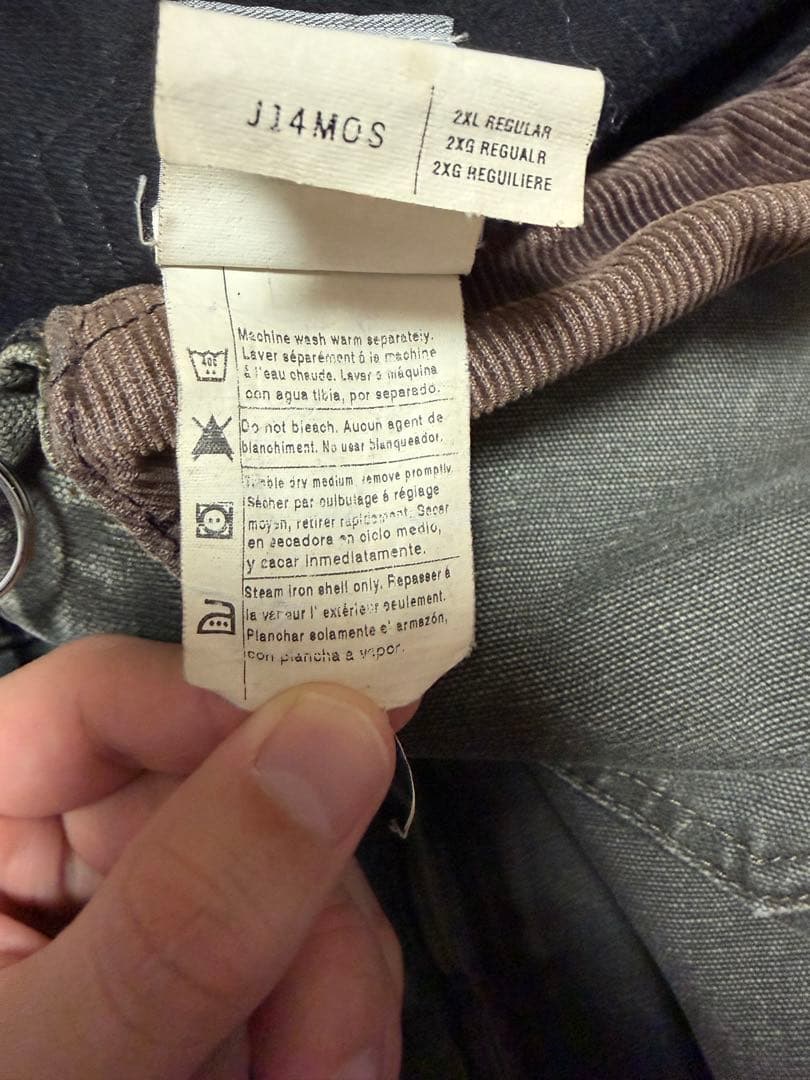 J14MOS
2XL REGULAR
2XG REGUALR
2XG REGUILIERE
40C
Machine wash warm separately.
Laver séparément à la machine
à l'eau chaude. Lavar a máquina
con agua tibia, por separado.
Do not bleach. Aucun agent de
blanchiment. No usar blanqueador.
Tumble dry medium remove promptly
Sécher par culbutage à réglage
moyen, retirer rapidement. Secar
en secadora en ciclo medio,
y sacar inmediatamente.
Steam iron shell only. Repasser à
la vapeur l' extérieur seulement.
Planchar solamente el armazón,
con plancha a vapor.